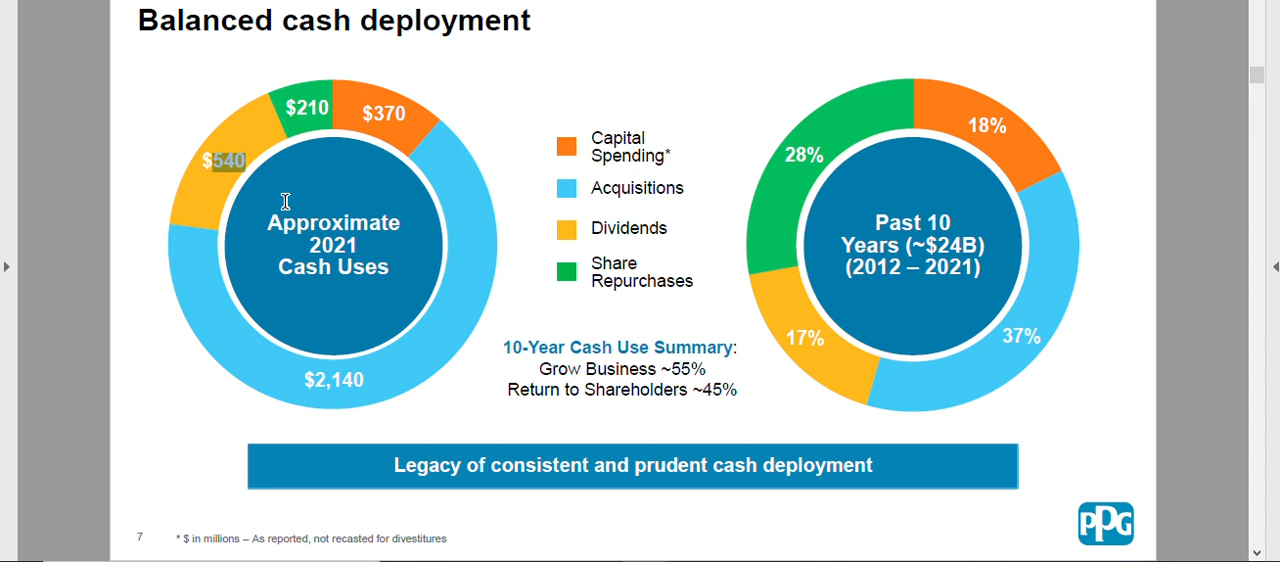 Balanced cash deployment
$210
$370
$540
Approximate
2021
Cash Uses
$2,140
Capital
Spending*
Acquisitions
Dividends
Share
Repurchases
10-Year Cash Use Summary:
Grow Business ~55%
Return to Shareholders ~45%
18%
28%
Past 10
Years (~$24B)
(2012 – 2021)
37%
17%
Legacy of consistent and prudent cash deployment
7
* $ in millions – As reported, not recasted for divestitures
PPG